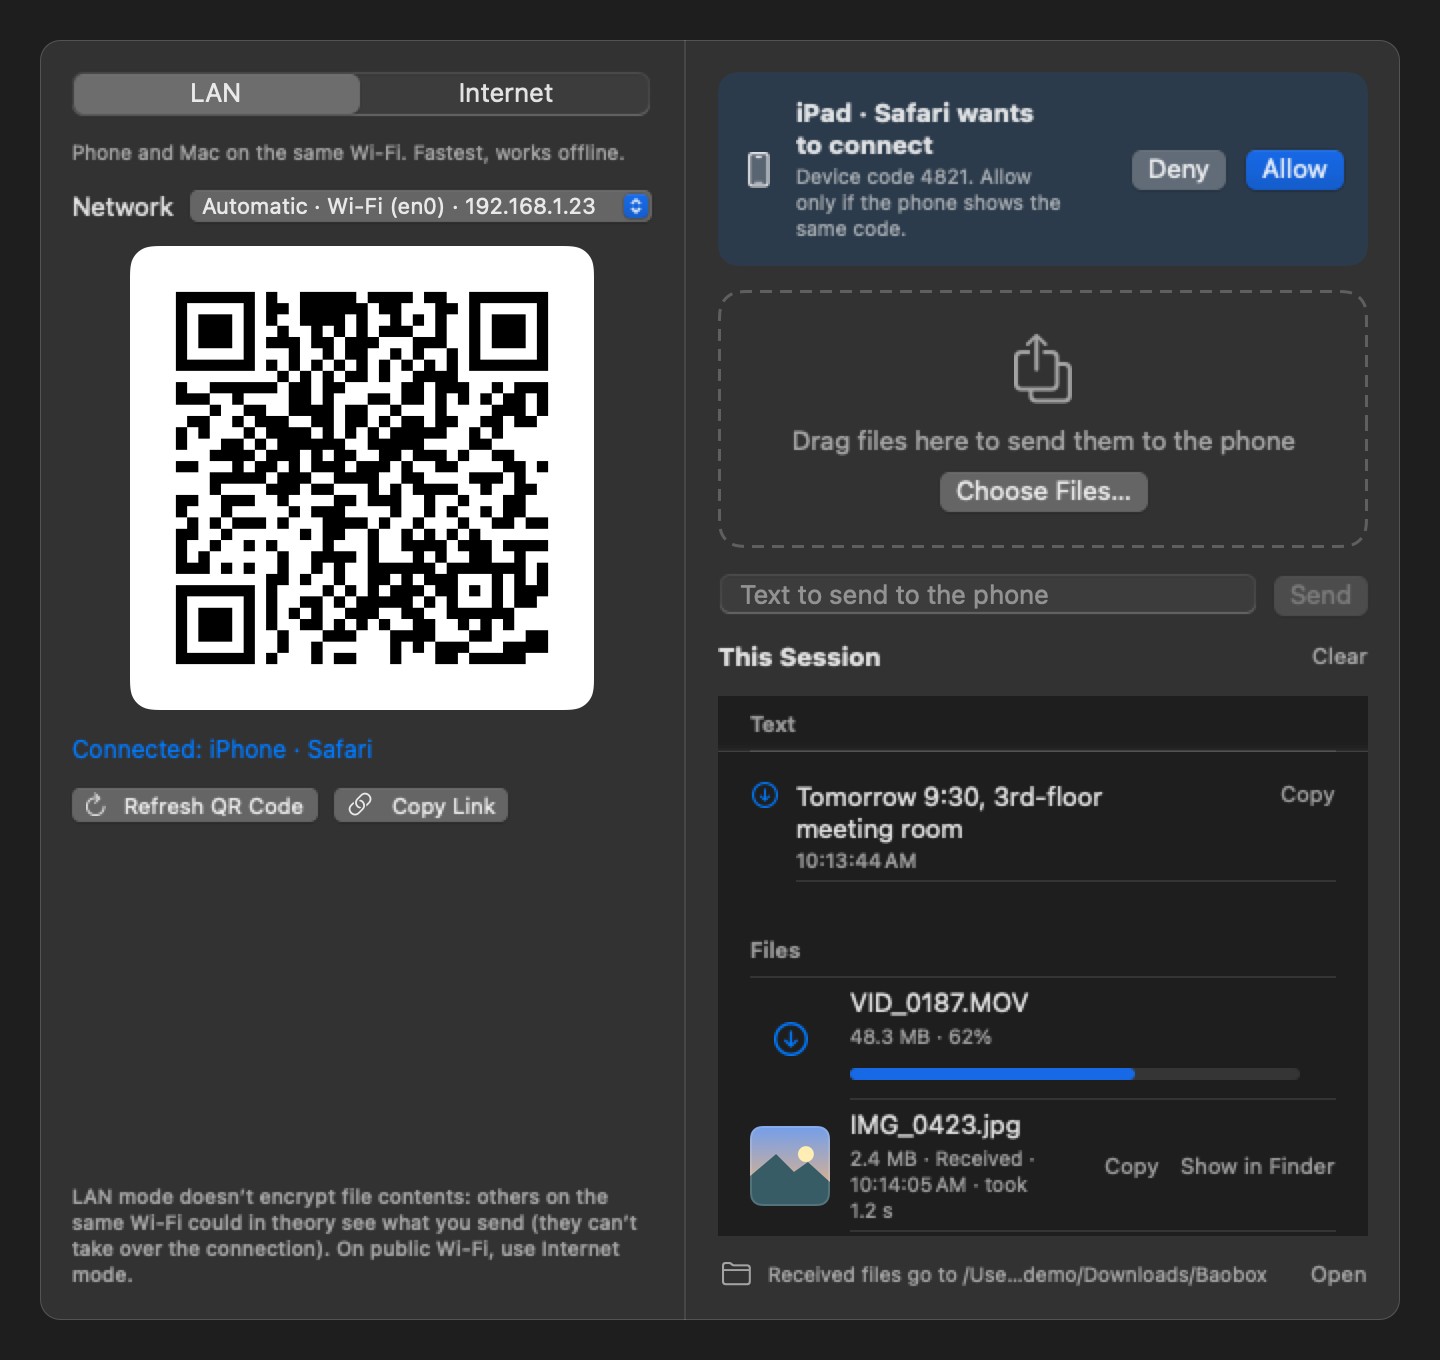 LAN
Internet
Phone and Mac on the same Wi-Fi. Fastest, works offline.
Network
Automatic · Wi-Fi (en0) · 192.168.1.23
Connected: iPhone · Safari
Refresh QR Code
Copy Link
LAN mode doesn’t encrypt file contents: others on the
same Wi-Fi could in theory see what you send (they can’t
take over the connection). On public Wi-Fi, use Internet
mode.
iPad · Safari wants
to connect
Device code 4821. Allow
only if the phone shows the
same code.
Deny
Allow
Drag files here to send them to the phone
Choose Files...
Text to send to the phone
Send
This Session
Clear
Text
Tomorrow 9:30, 3rd-floor
meeting room
10:13:44 AM
Copy
Files
VID_0187.MOV
48.3 MB · 62%
IMG_0423.jpg
2.4 MB · Received ·
10:14:05 AM · took
1.2 s
Copy
Show in Finder
Received files go to /Use...demo/Downloads/Baobox
Open